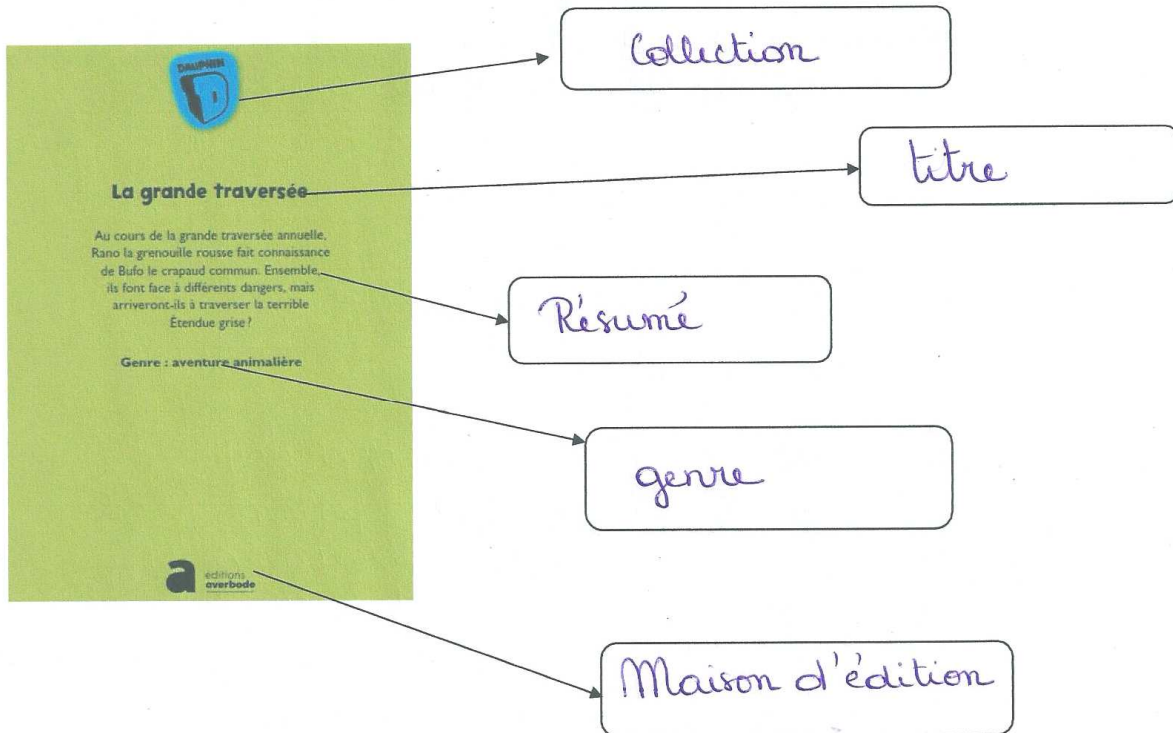 Collection
DAUPHIN
D
titre
La grande traversée
Au cours de la grande traversée annuelle,
Rano la grenouille rousse fait connaissance
de Bufo le crapaud commun. Ensemble,
ils font face à différents dangers, mais
arriveront-ils à traverser la terrible
Étendue grise ?
Résumé
Genre : aventure animalière
genre
a éditions
averbode
Maison d'édition